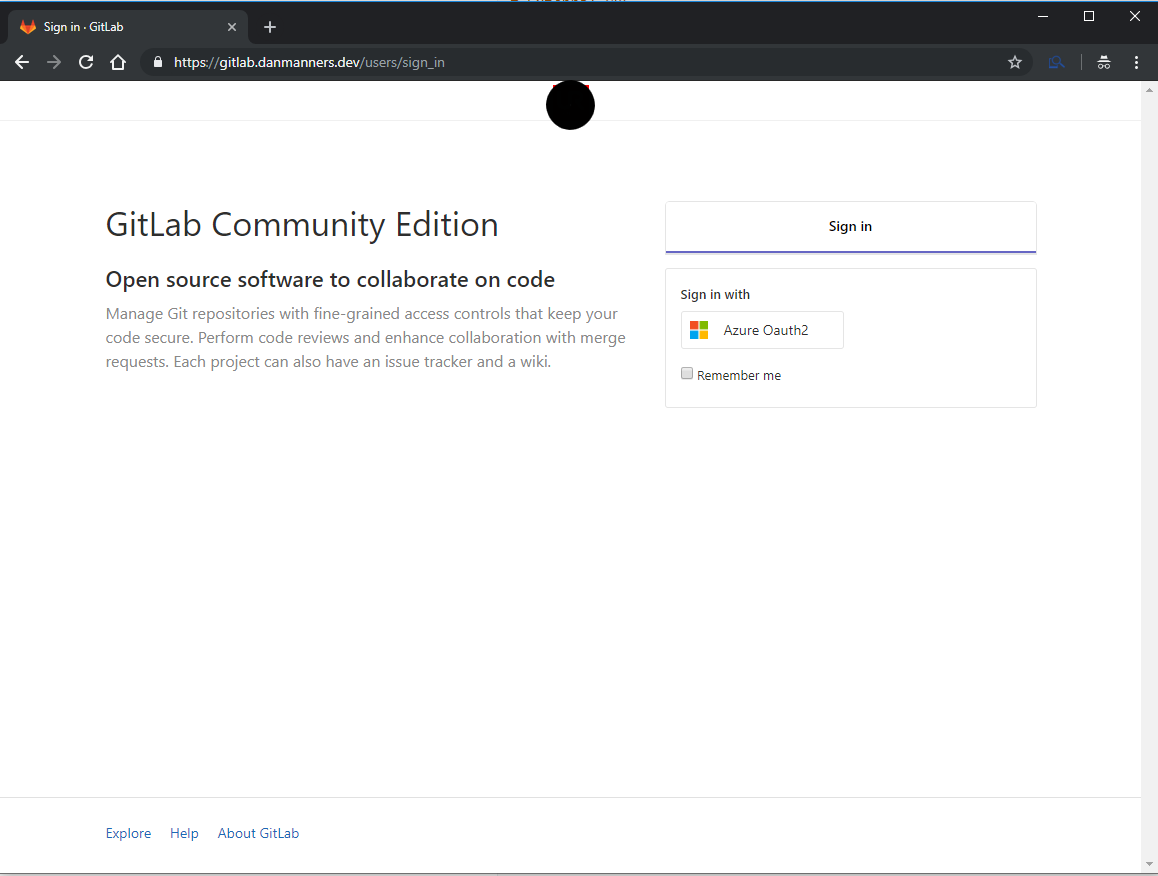 Sign in · GitLab
https://gitlab.danmanners.dev/users/sign_in
GitLab Community Edition
Open source software to collaborate on code
Manage Git repositories with fine-grained access controls that keep your
code secure. Perform code reviews and enhance collaboration with merge
requests. Each project can also have an issue tracker and a wiki.
Sign in
Sign in with
Azure Oauth2
Remember me
Explore Help About GitLab